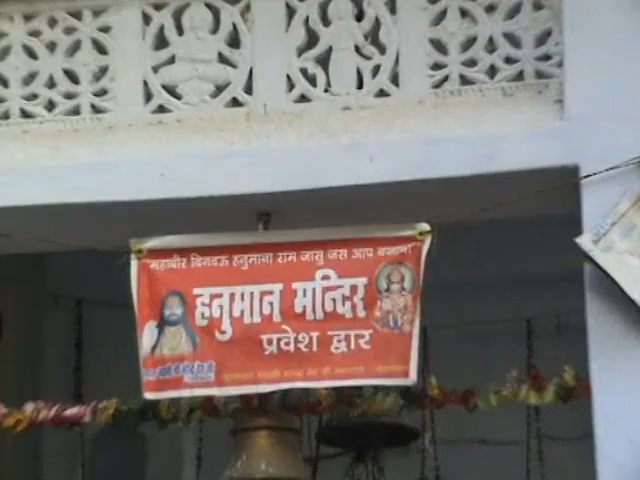 "महाबीर बिनवऊ हनुमाना राम जासु जस आप बखाना"
हनुमान मन्दिर
प्रवेश द्वार